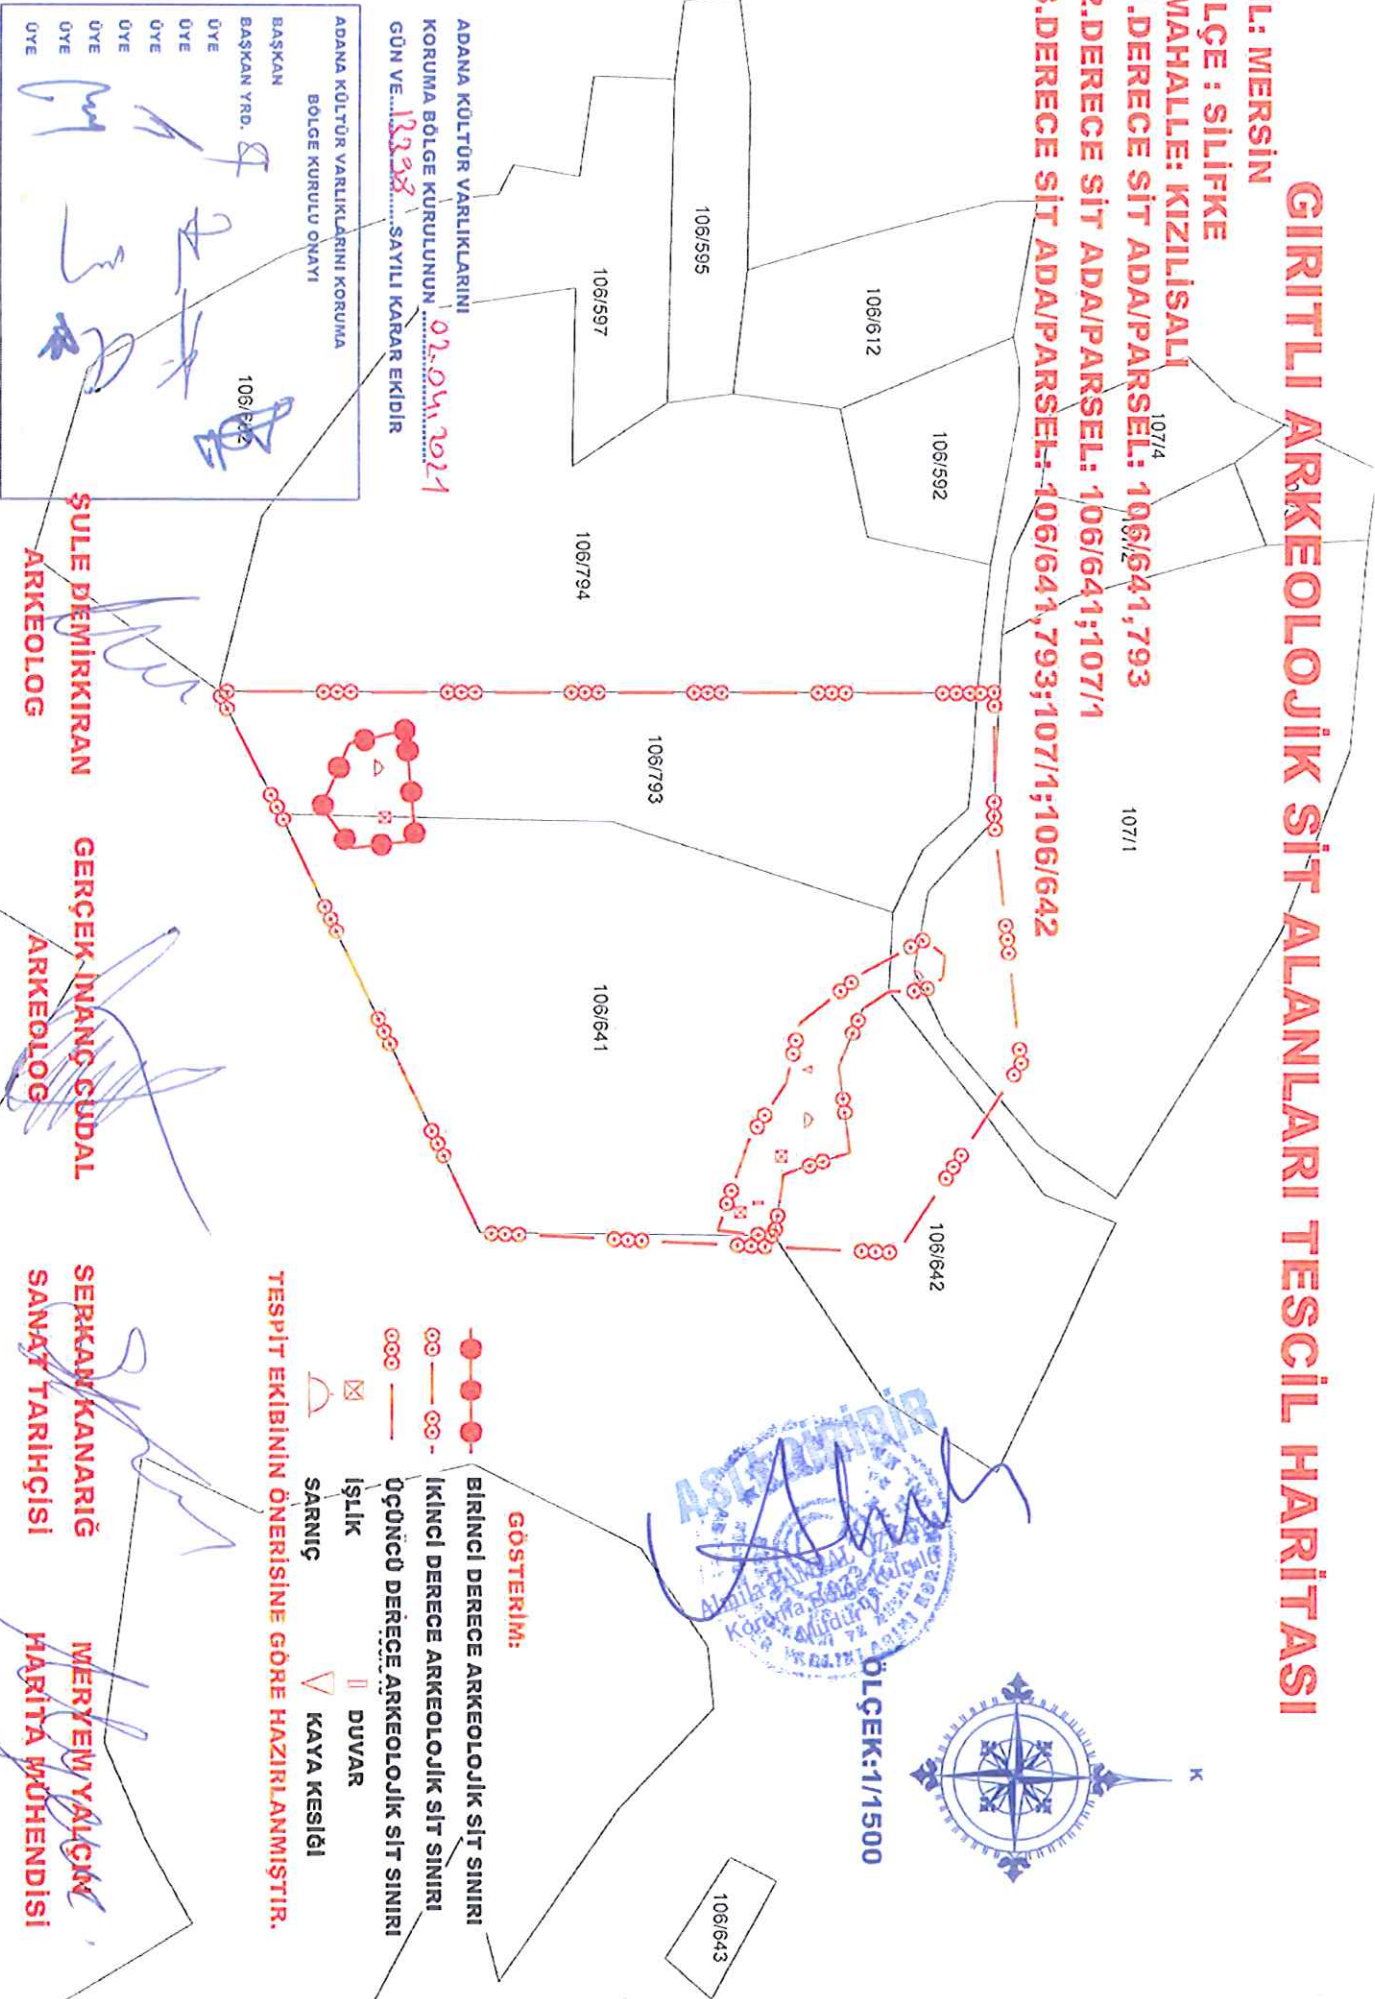 GIRITLI ARKEOLOJİK SİT ALANLARI TESCİL HARİTASI
L: MERSİN
LÇE : SİLİFKE
MAHALLE: KIZILİSALI
.DERECE SİT ADA/PARSEL: 106/641,793
2.DERECE SİT ADA/PARSEL: 106/641;107/1
3.DERECE SİT ADA/PARSEL: 106/641,793;107/1;106/642
107/4
107/2
107/1
106/612
106/592
106/595
106/597
106/794
106/793
106/641
106/642
106/643
K
ÖLÇEK:1/1500
ASLI GİBİDİR
Koruma Bölge Kurulu
Müdür V.
GÖSTERİM:
BİRİNCİ DERECE ARKEOLOJİK SİT SINIRI
İKİNCİ DERECE ARKEOLOJİK SİT SINIRI
ÜÇÜNCÜ DERECE ARKEOLOJİK SİT SINIRI
İŞLİK
DUVAR
SARNIÇ
KAYA KESİĞİ
TESPİT EKİBİNİN ÖNERİSİNE GÖRE HAZIRLANMIŞTIR.
ADANA KÜLTÜR VARLIKLARINI
KORUMA BÖLGE KURULUNUN 02.04.2021
GÜN VE 13298 SAYILI KARAR EKİDİR
ADANA KÜLTÜR VARLIKLARINI KORUMA
BÖLGE KURULU ONAYI
BAŞKAN
BAŞKAN YRD.
ÜYE
ÜYE
ÜYE
ÜYE
ÜYE
ÜYE
ÜYE
ŞULE DEMİRKIRAN
ARKEOLOG
GERÇEK İNANÇ CUDAL
ARKEOLOG
SERKAN KANARIĞ
SANAT TARİHÇİSİ
MERYEM YALÇIN
HARİTA MÜHENDİSİ